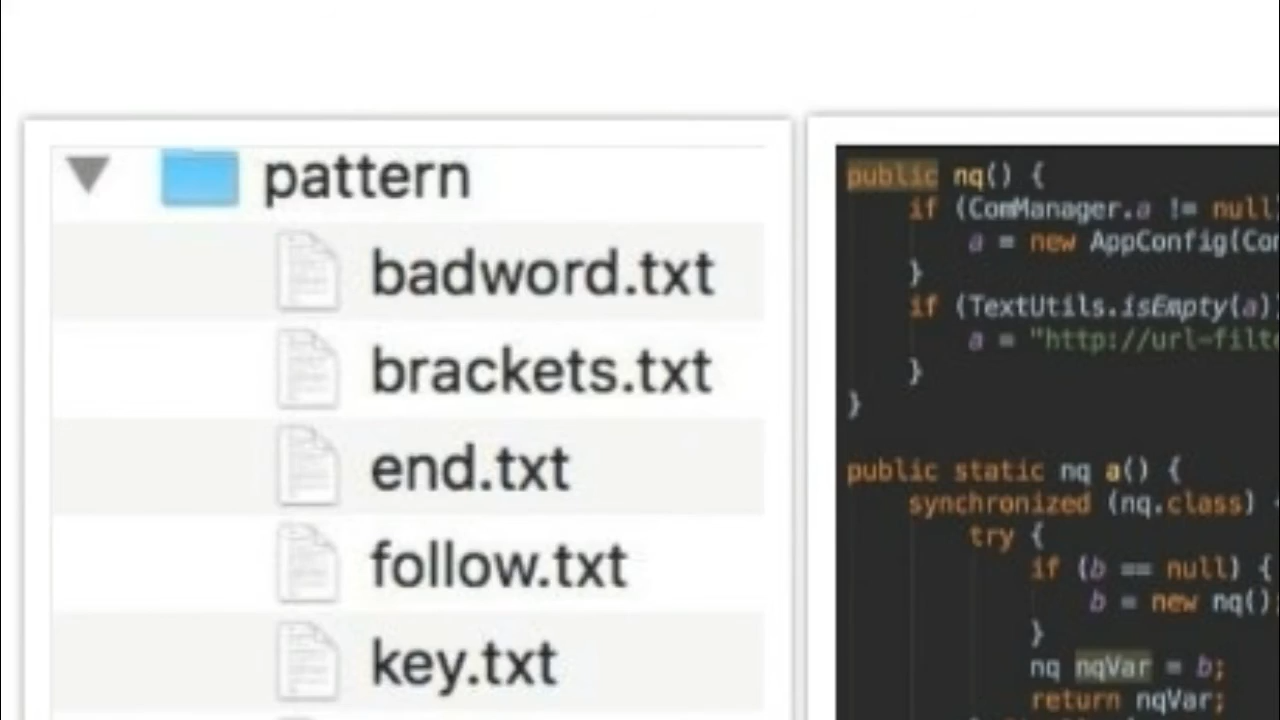 pattern
badword.txt
brackets.txt
end.txt
follow.txt
key.txt
public nq() {
if (ComManager.a != null
a = new AppConfig(Co
}
if (TextUtils.isEmpty(a)
a = "http://url-filt
}
}
public static nq a() {
synchronized (nq.class)
try {
if (b == null) {
b = new nq()
}
nq nqVar = b;
return nqVar;